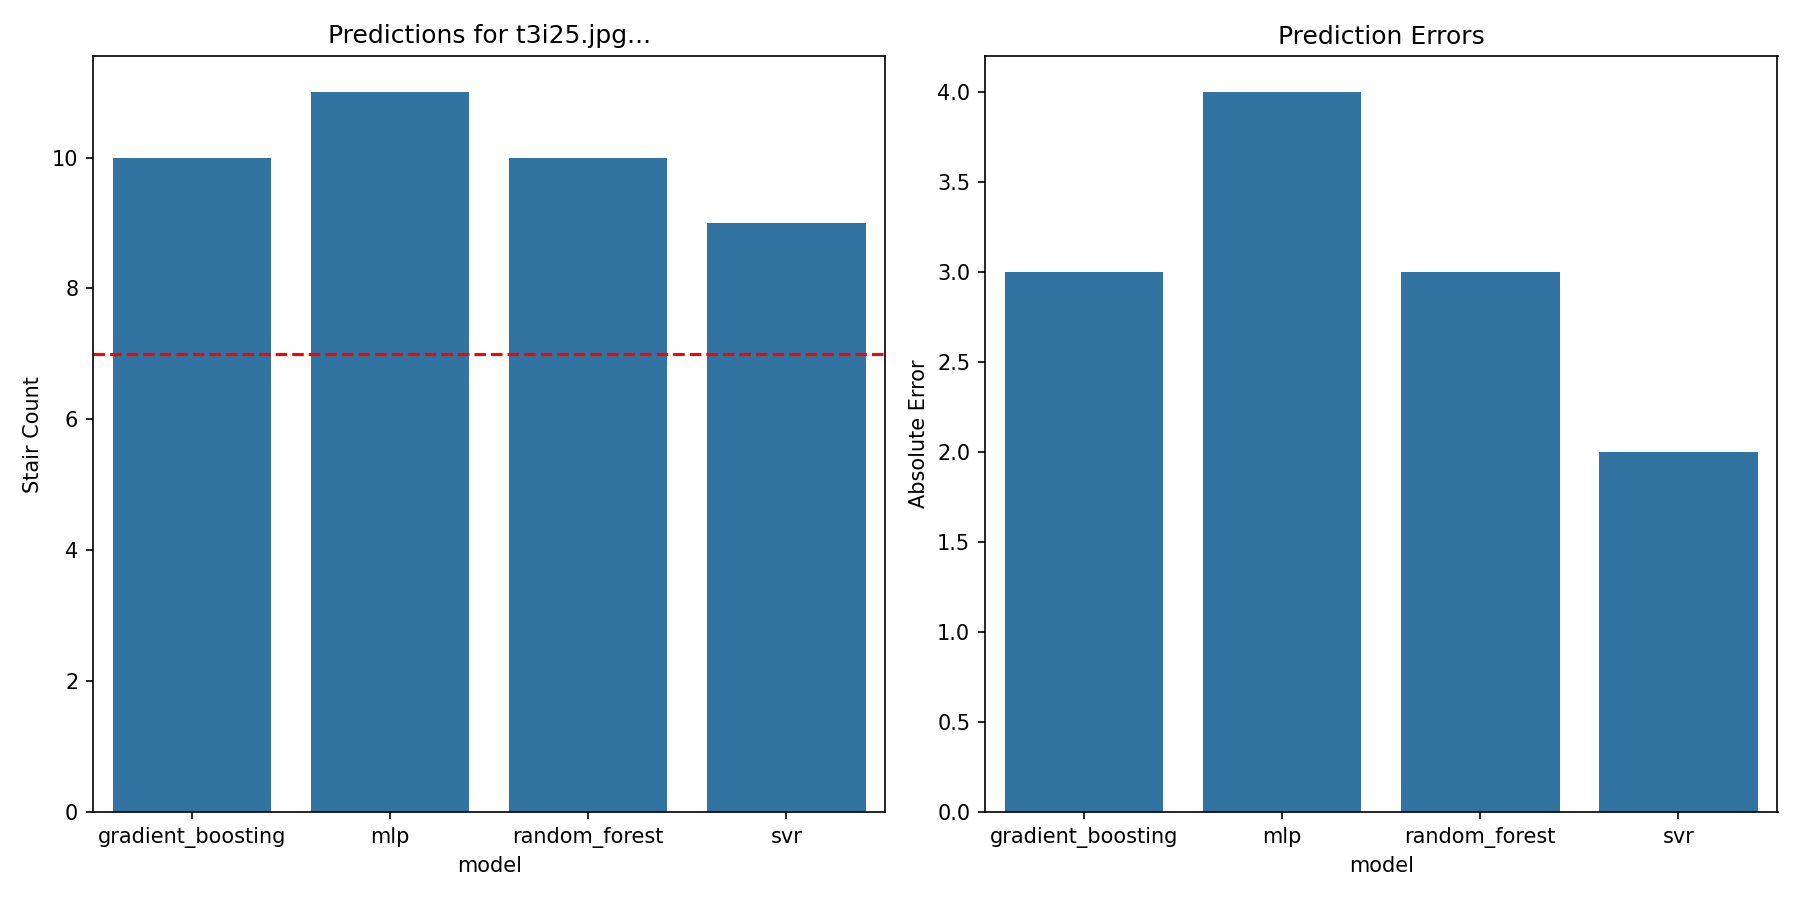 Predictions for t3i25.jpg...
Stair Count
10
8
6
4
2
0
gradient_boosting mlp random_forest svr
model
Prediction Errors
Absolute Error
4.0
3.5
3.0
2.5
2.0
1.5
1.0
0.5
0.0
gradient_boosting mlp random_forest svr
model